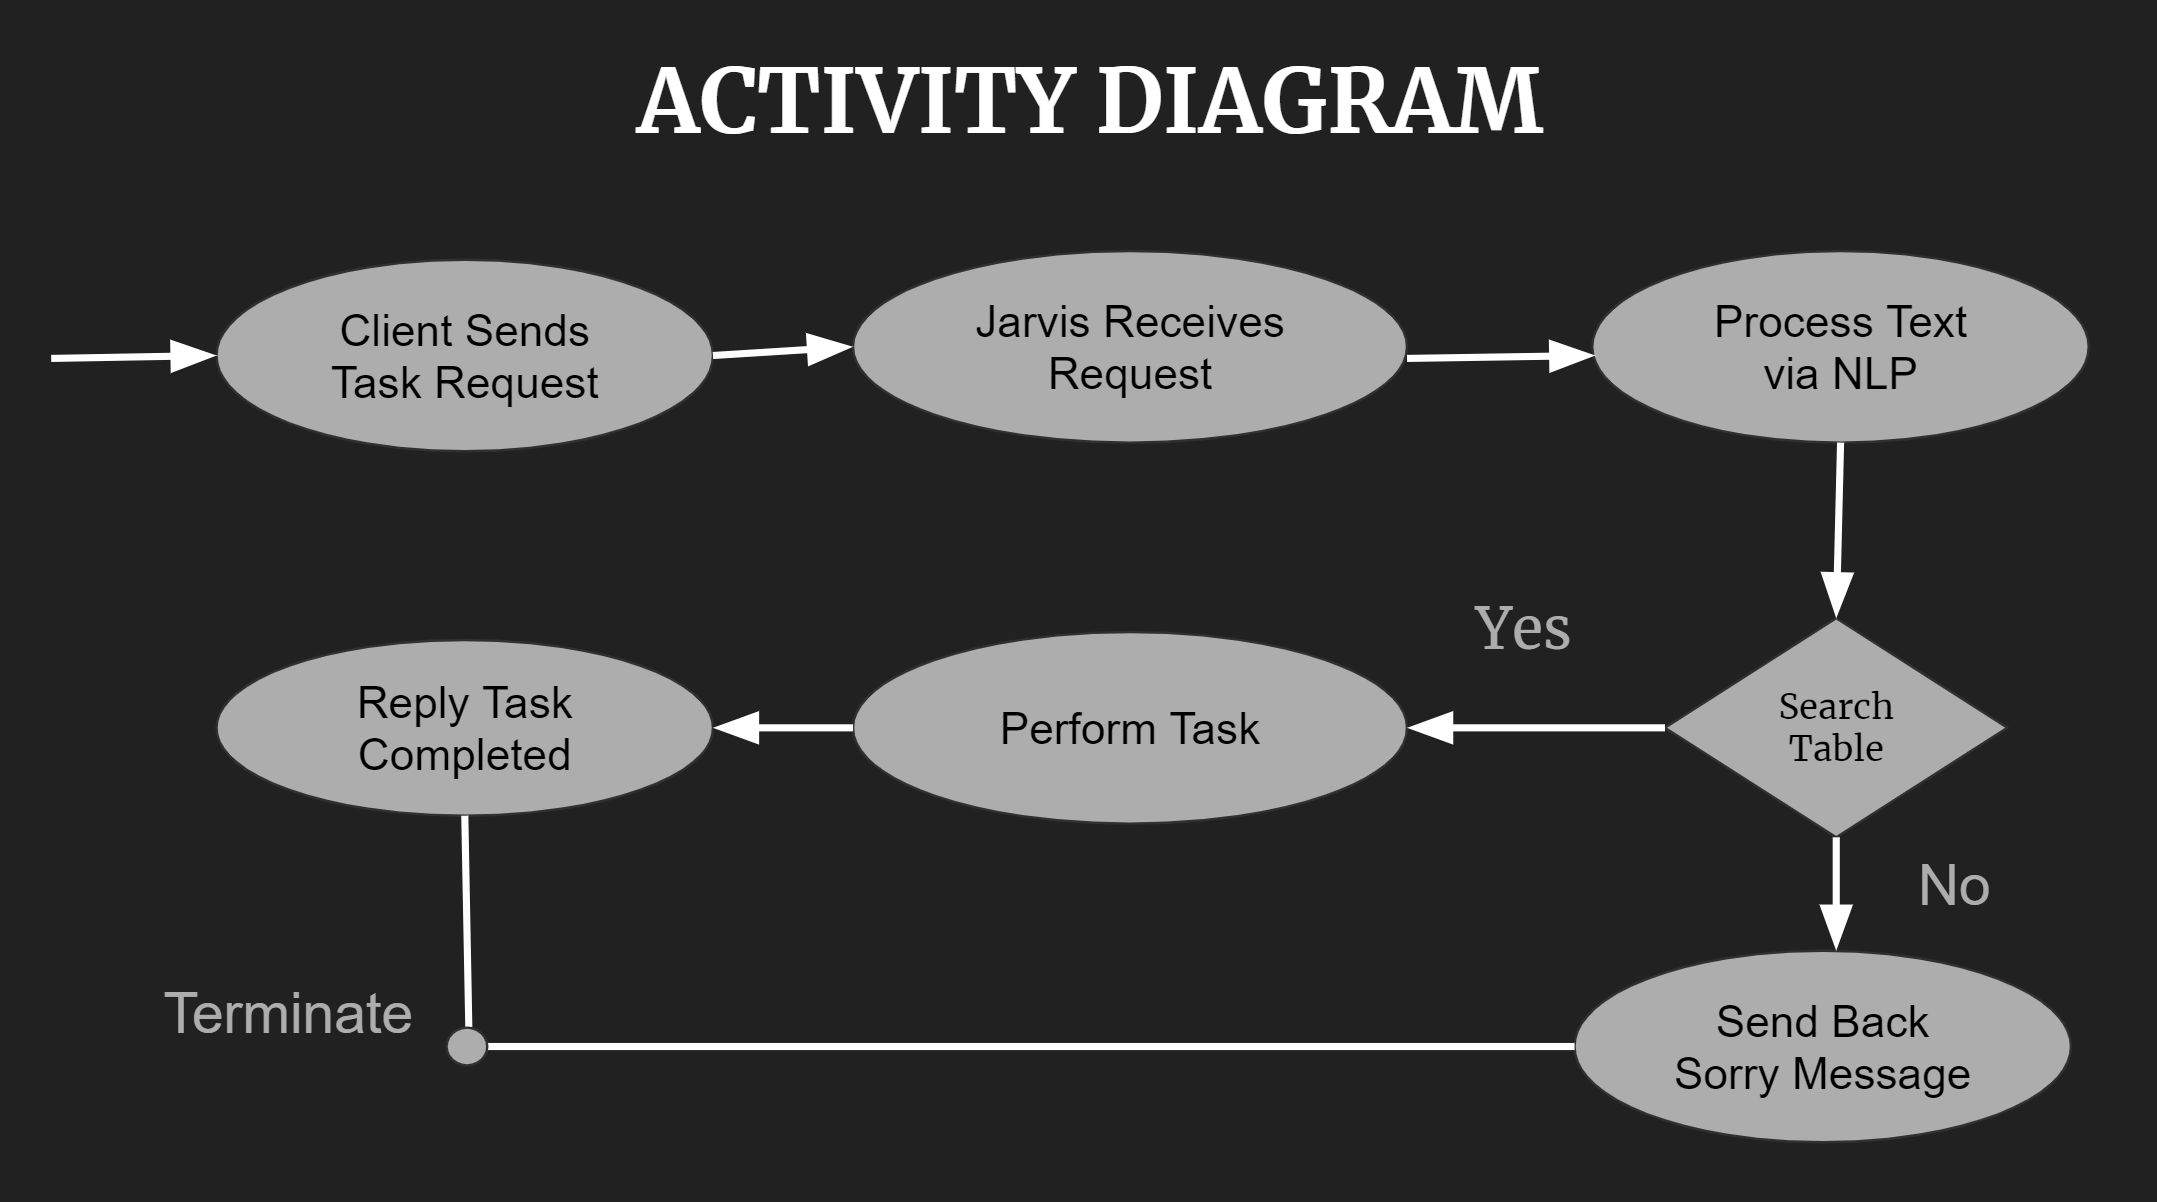 ACTIVITY DIAGRAM
Client Sends
Task Request
Jarvis Receives
Request
Process Text
via NLP
Search
Table
Yes
Perform Task
Reply Task
Completed
No
Send Back
Sorry Message
Terminate